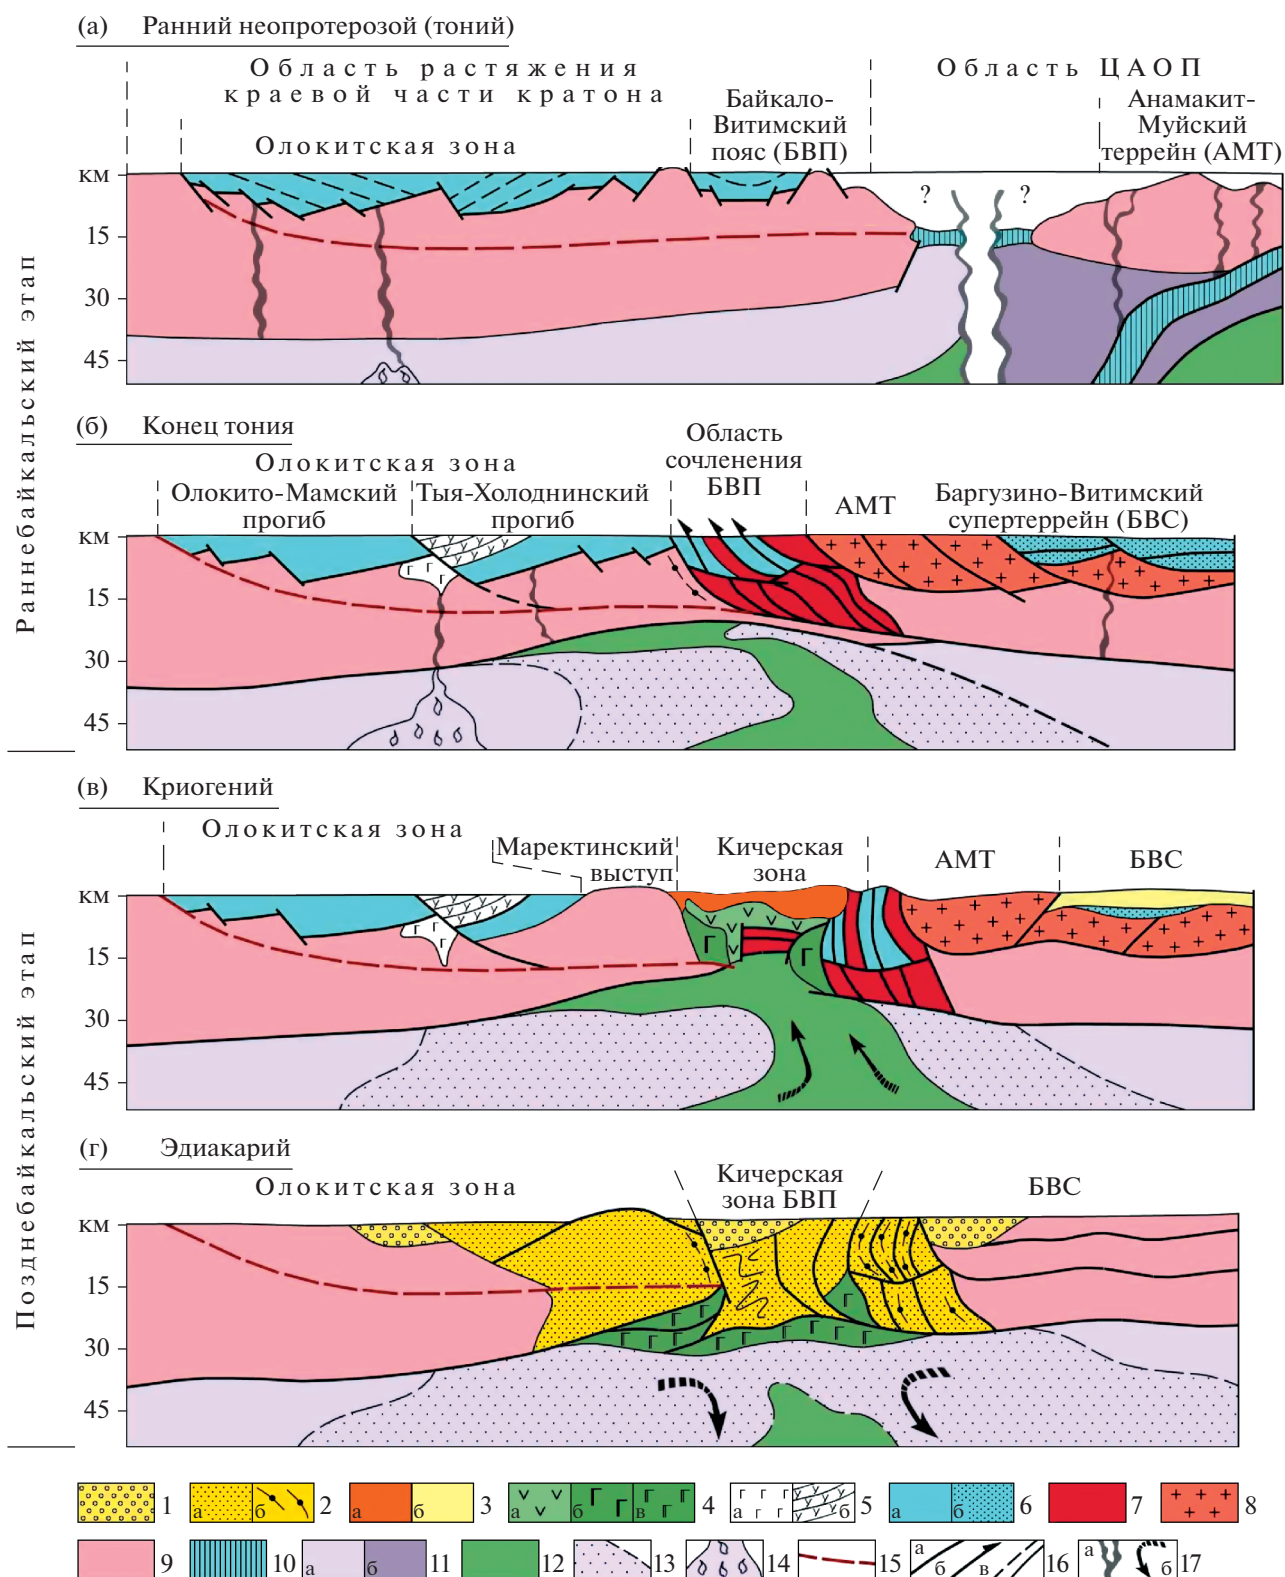 (а) Ранний неопротерозой (тоний)
Область растяжения
краевой части кратона
Область ЦАОП
Байкало-
Витимский
пояс (БВП)
Анамакит-
Муйский
террейн (АМТ)
Олокитская зона
Раннебайкальский этап
км
15
30
45
? ?
(б) Конец тония
Олокитская зона
Область
сочленения
БВП
Олокито-Мамский
прогиб
Тыя-Холоднинский
прогиб
АМТ
Баргузино-Витимский
супертеррейн (БВС)
км
15
30
45
Г Г Г
(в) Криогений
Позднебайкальский этап
Олокитская зона
Маректинский
выступ
Кичерская
зона
АМТ
БВС
км
15
30
45
Г Г Г
Г Г
(г) Эдиакарий
Олокитская зона
Кичерская
зона БВП
БВС
км
15
30
45
Г Г Г Г Г Г Г Г Г Г Г Г
1 а б 2 а б 3 а б в 4 а б 5 а б 6 7 8
9 10 а б 11 12 13 14 15 а б в 16 а б 17